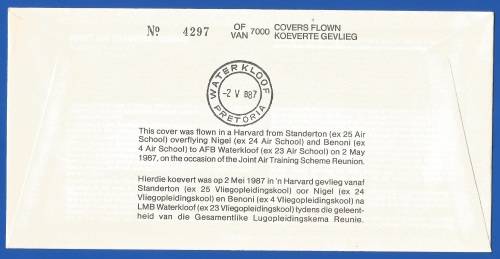 No 4297 OF VAN 7000 COVERS FLOWN KOEVERTE GEVLIEG
WATERKLOOF
-2 V 887
PRETORIA
This cover was flown in a Harvard from Standerton (ex 25 Air
School) overflying Nigel (ex 24 Air School) and Benoni (ex
4 Air School) to AFB Waterkloof (ex 23 Air School) on 2 May
1987, on the occasion of the Joint Air Training Scheme Reunion.
Hierdie koevert was op 2 Mei 1987 in 'n Harvard gevlieg vanaf
Standerton (ex 25 Vliegopleidingskool) oor Nigel (ex 24
Vliegopleidingskool) en Benoni (ex 4 Vliegopleidingskool) na
LMB Waterkloof (ex 23 Vliegopleidingskool) tydens die geleent-
heid van die Gesamentlike Lugopleidingskema Reunie.